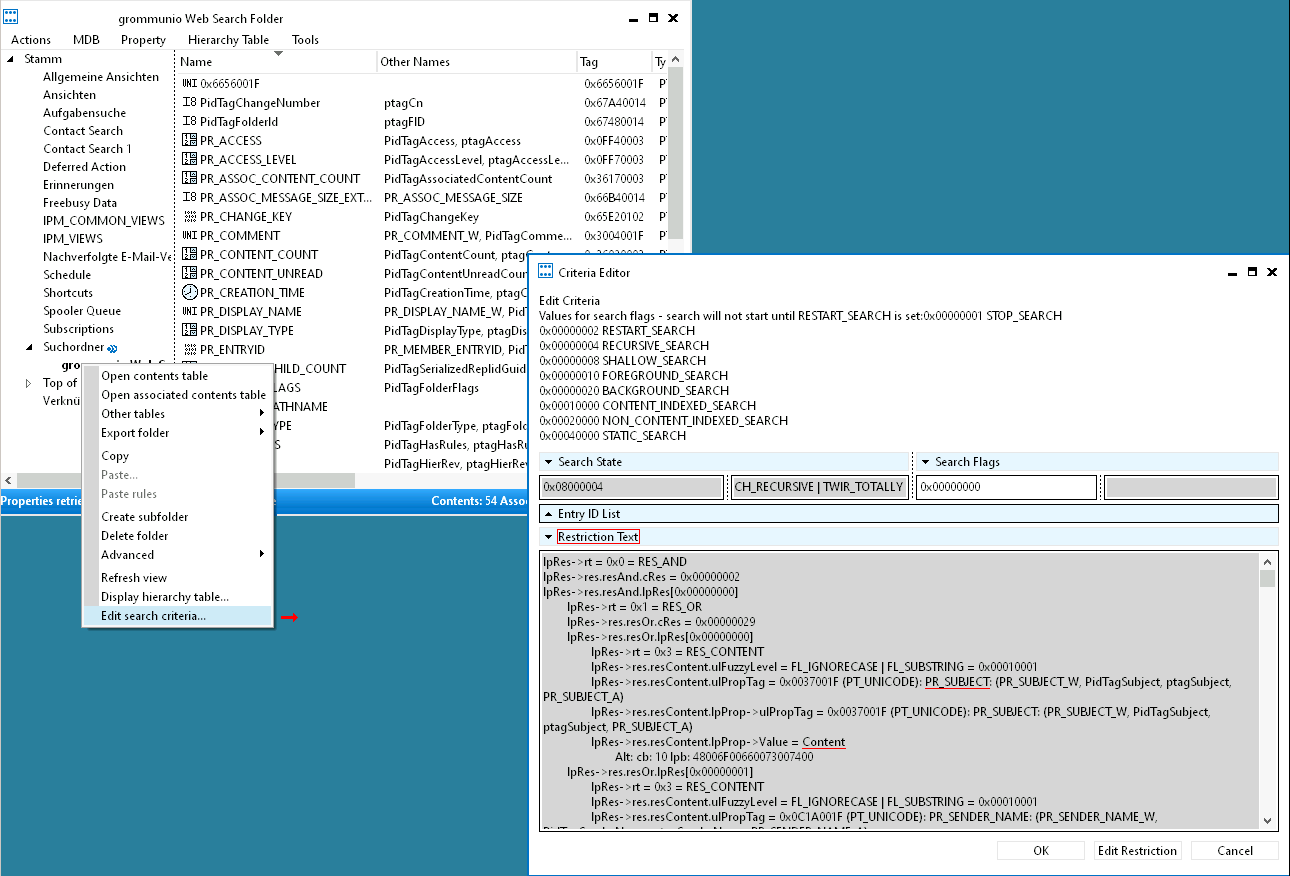 grommunio Web Search Folder
Actions MDB Property Hierarchy Table Tools
Stamm
Allgemeine Ansichten
Ansichten
Aufgabensuche
Contact Search
Contact Search 1
Deferred Action
Erinnerungen
Freebusy Data
IPM_COMMON_VIEWS
IPM_VIEWS
Nachverfolgte E-Mail-Ve
Schedule
Shortcuts
Spooler Queue
Subscriptions
Suchordner
Top of
Verknü
Name Other Names Tag Ty
UNI 0x6656001F 0x6656001F
I8 PidTagChangeNumber ptagCn 0x67A40014
I8 PidTagFolderId ptagFID 0x67480014
PR_ACCESS PidTagAccess, ptagAccess 0x0FF40003
PR_ACCESS_LEVEL PidTagAccessLevel, ptagAccessLe... 0x0FF70003
PR_ASSOC_CONTENT_COUNT PidTagAssociatedContentCount 0x36170003
I8 PR_ASSOC_MESSAGE_SIZE_EXT... PR_ASSOC_MESSAGE_SIZE 0x66B40014
PR_CHANGE_KEY PidTagChangeKey 0x65E20102
UNI PR_COMMENT PR_COMMENT_W, PidTagComme... 0x3004001F
PR_CONTENT_COUNT PidTagContentCount,
PR_CONTENT_UNREAD PidTagContentUnreadCoun
PR_CREATION_TIME PidTagCreationTime, ptagC
UNI PR_DISPLAY_NAME PR_DISPLAY_NAME_W, PidT
PR_DISPLAY_TYPE PidTagDisplayType, ptagDis
PR_ENTRYID PR_MEMBER_ENTRYID, PidT
HILD_COUNT PidTagSerializedReplidGuid
LAGS PidTagFolderFlags
ATHNAME
YPE PidTagFolderType, ptagFold
S PidTagHasRules, ptagHasRu
PidTagHierRev, ptagHierRev
Properties retrie Contents: 54 Asso
Open contents table
Open associated contents table
Other tables
Export folder
Copy
Paste...
Paste rules
Create subfolder
Delete folder
Advanced
Refresh view
Display hierarchy table...
Edit search criteria...
Criteria Editor
Edit Criteria
Values for search flags - search will not start until RESTART_SEARCH is set:0x00000001 STOP_SEARCH
0x00000002 RESTART_SEARCH
0x00000004 RECURSIVE_SEARCH
0x00000008 SHALLOW_SEARCH
0x00000010 FOREGROUND_SEARCH
0x00000020 BACKGROUND_SEARCH
0x00010000 CONTENT_INDEXED_SEARCH
0x00020000 NON_CONTENT_INDEXED_SEARCH
0x00040000 STATIC_SEARCH
Search State Search Flags
0x08000004 CH_RECURSIVE | TWIR_TOTALLY 0x00000000
Entry ID List
Restriction Text
lpRes->rt = 0x0 = RES_AND
lpRes->res.resAnd.cRes = 0x00000002
lpRes->res.resAnd.lpRes[0x00000000]
lpRes->rt = 0x1 = RES_OR
lpRes->res.resOr.cRes = 0x00000029
lpRes->res.resOr.lpRes[0x00000000]
lpRes->rt = 0x3 = RES_CONTENT
lpRes->res.resContent.ulFuzzyLevel = FL_IGNORECASE | FL_SUBSTRING = 0x00010001
lpRes->res.resContent.ulPropTag = 0x0037001F (PT_UNICODE): PR_SUBJECT: (PR_SUBJECT_W, PidTagSubject, ptagSubject,
PR_SUBJECT_A)
lpRes->res.resContent.lpProp->ulPropTag = 0x0037001F (PT_UNICODE): PR_SUBJECT: (PR_SUBJECT_W, PidTagSubject,
ptagSubject, PR_SUBJECT_A)
lpRes->res.resContent.lpProp->Value = Content
Alt: cb: 10 lpb: 48006F00660073007400
lpRes->res.resOr.lpRes[0x00000001]
lpRes->rt = 0x3 = RES_CONTENT
lpRes->res.resContent.ulFuzzyLevel = FL_IGNORECASE | FL_SUBSTRING = 0x00010001
lpRes->res.resContent.ulPropTag = 0x0C1A001F (PT_UNICODE): PR_SENDER_NAME: (PR_SENDER_NAME_W,
OK Edit Restriction Cancel